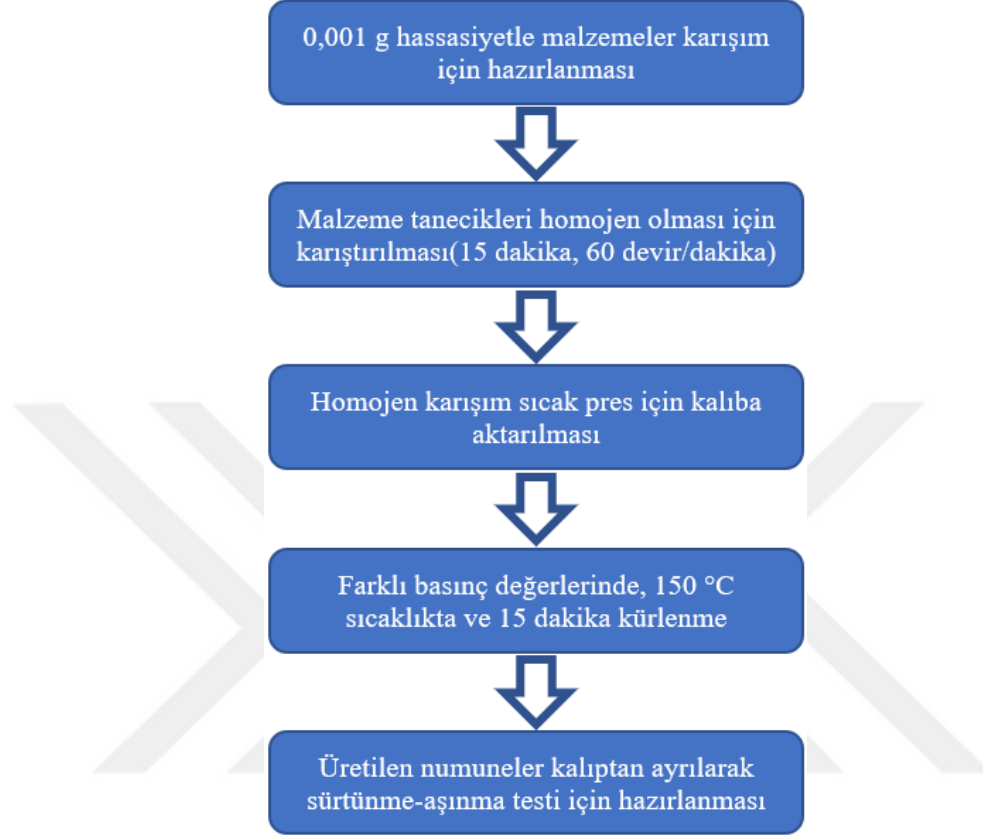 0,001 g hassasiyetle malzemeler karışım
için hazırlanması
Malzeme tanecikleri homojen olması için
karıştırılması(15 dakika, 60 devir/dakika)
Homojen karışım sıcak pres için kalıba
aktarılması
Farklı basınç değerlerinde, 150 °C
sıcaklıkta ve 15 dakika kürlenme
Üretilen numuneler kalıptan ayrılarak
sürtünme-aşınma testi için hazırlanması